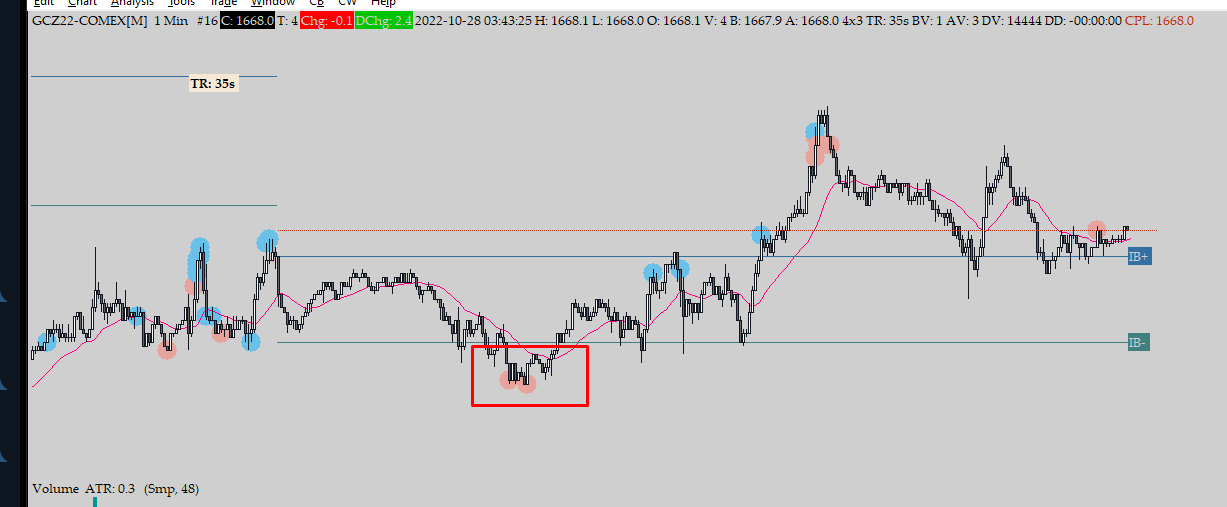 Edit Chart Analysis Tools Trade Window CB CW Help
GCZ22-COMEX[M] 1 Min #16 C: 1668.0 T: 4 Chg: -0.1 DChg: 2.4 2022-10-28 03:43:25 H: 1668.1 L: 1668.0 O: 1668.1 V: 4 B: 1667.9 A: 1668.0 4x3 TR: 35s BV: 1 AV: 3 DV: 14444 DD: -00:00:00 CPL: 1668.0
TR: 35s
IB+
IB-
Volume ATR: 0.3 (Smp, 48)